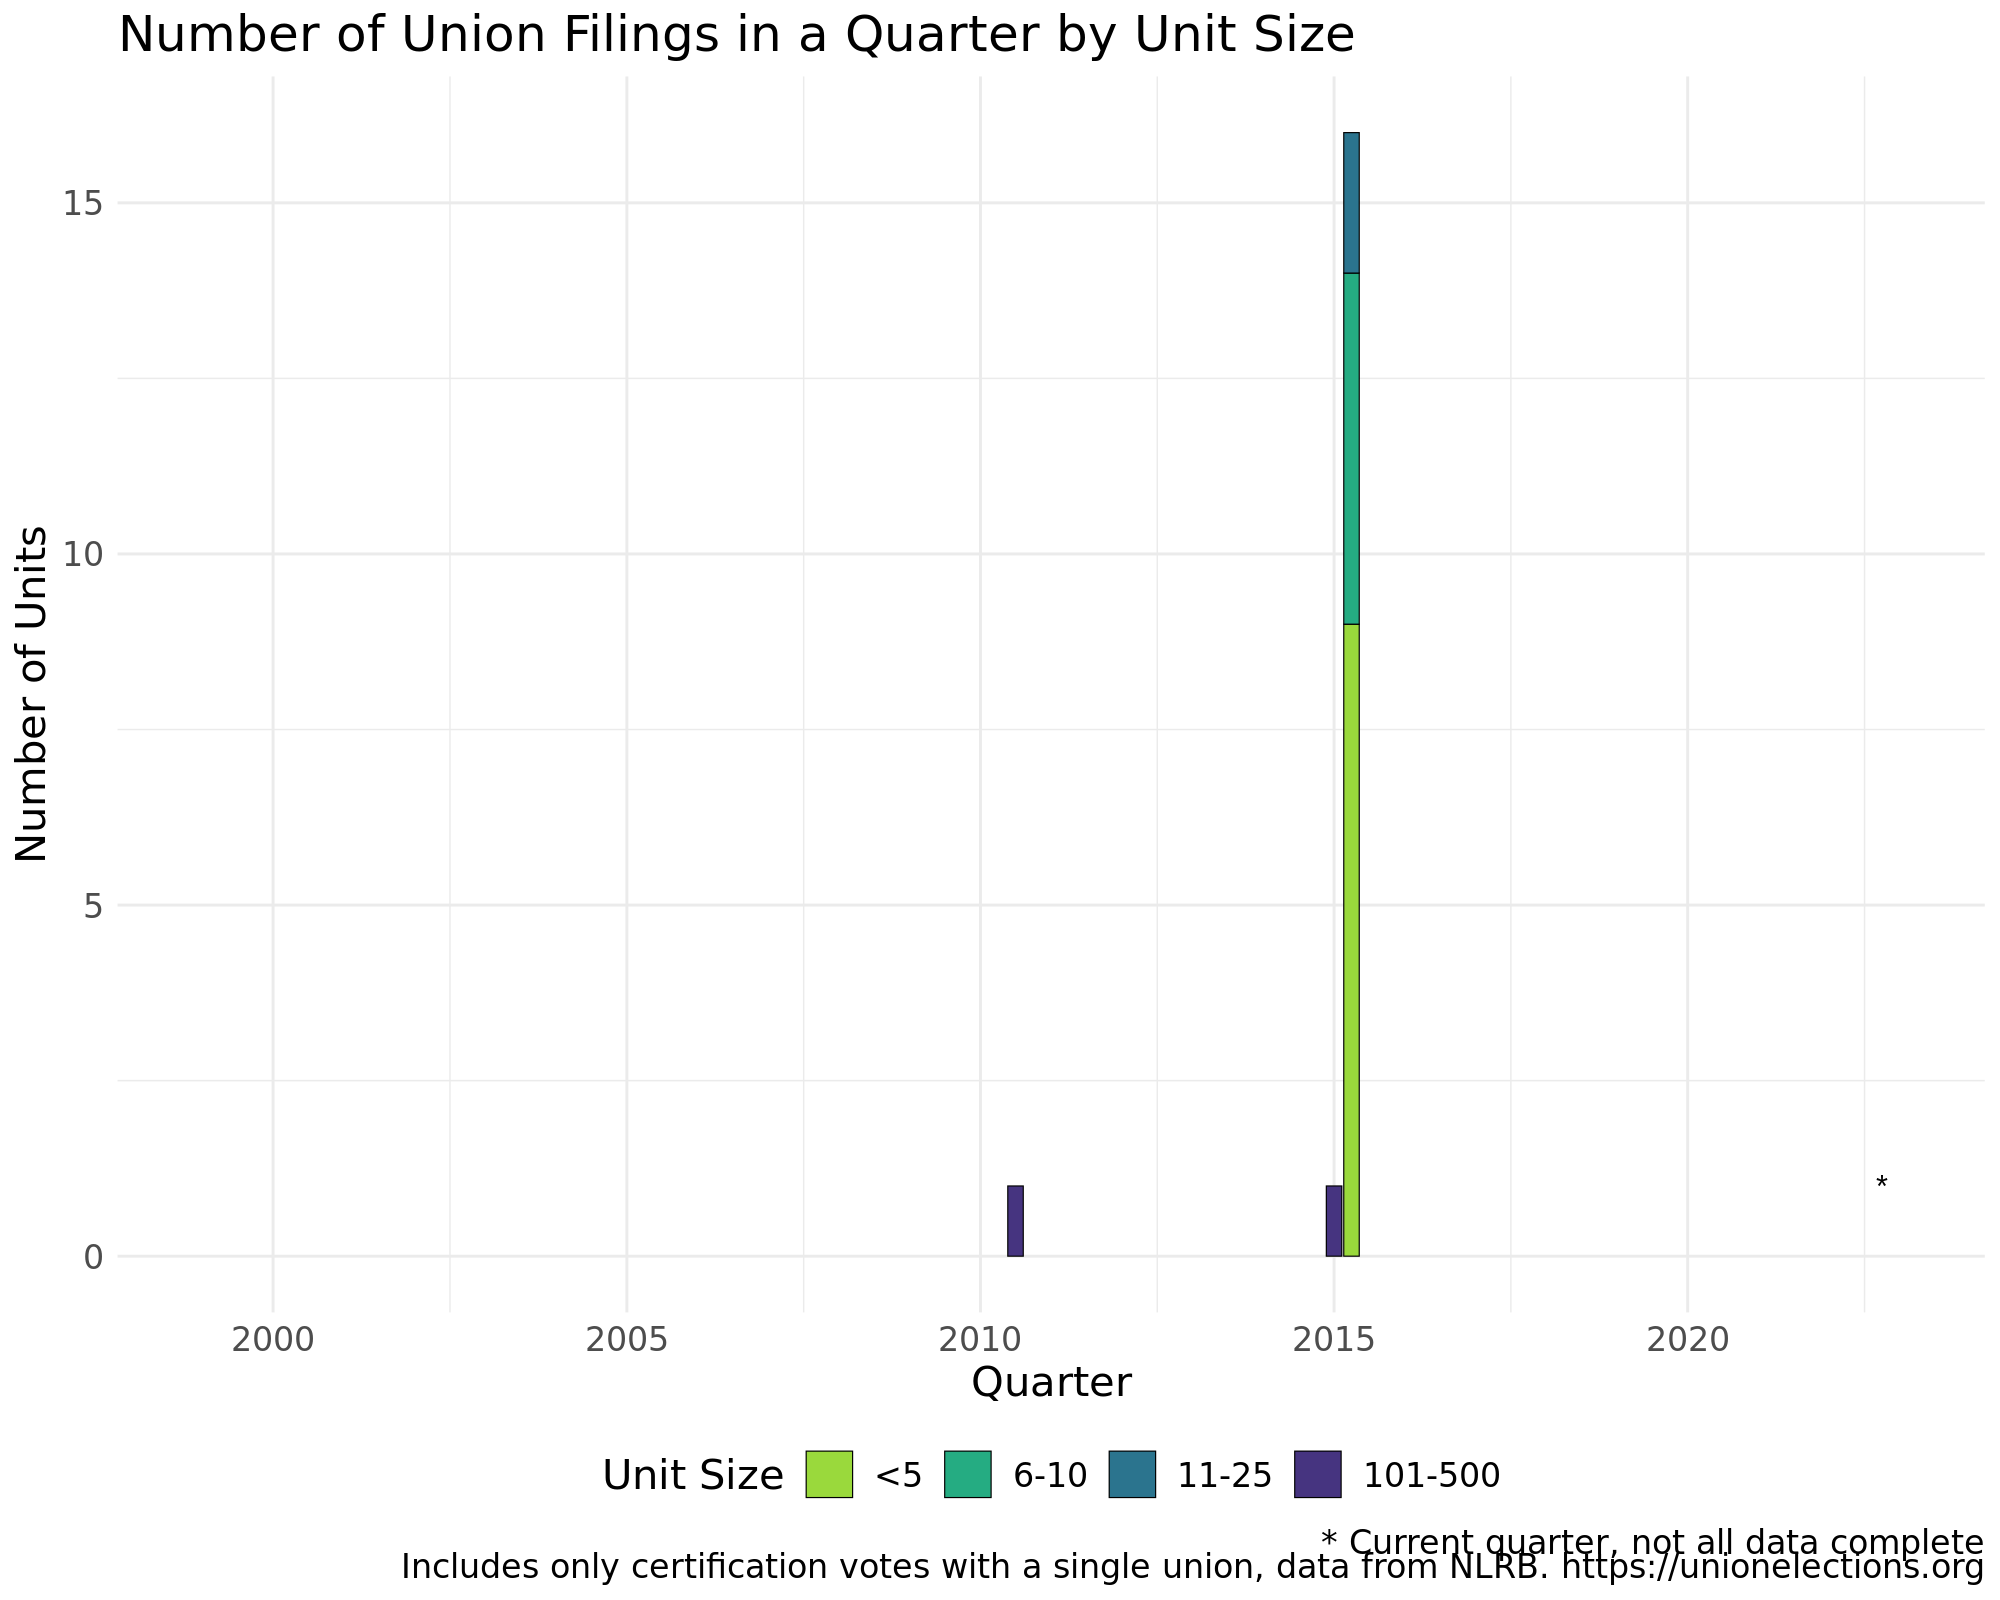 Number of Union Filings in a Quarter by Unit Size
Number of Units
15
10
5
0
*
2000 2005 2010 2015 2020
Quarter
Unit Size <5 6-10 11-25 101-500
* Current quarter, not all data complete
Includes only certification votes with a single union, data from NLRB. https://unionelections.org